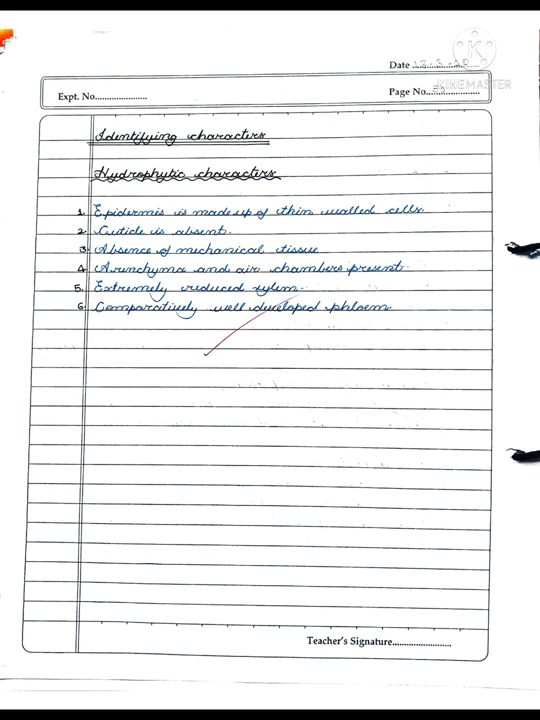 KINEMASTER
Date 13-3-20
Expt. No.....................
Page No.....................
Identifying characters
Hydrophytic characters
1. Epidermis is made up of thin walled cells.
2. Cuticle is absent.
3. Absence of mechanical tissue
4. Arenchyma and air chambers present.
5. Extremely reduced xylem.
6. Comparatively well developed phloem.
Teacher's Signature........................